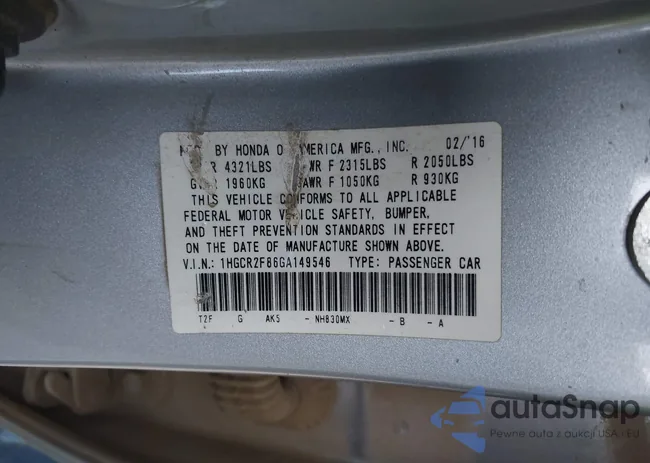 BY HONDA O AMERICA MFG., INC. 02/'16
R 4321LBS WR F 2315LBS R 2050LBS
G R 1960KG AWR F 1050KG R 930KG
THIS VEHICLE CONFORMS TO ALL APPLICABLE
FEDERAL MOTOR VEHICLE SAFETY, BUMPER,
AND THEFT PREVENTION STANDARDS IN EFFECT
ON THE DATE OF MANUFACTURE SHOWN ABOVE.
V.I.N.: 1HGCR2F86GA149546 TYPE: PASSENGER CAR
T2F G AK5 - NH830MX - B - A
autaSnap
Pewne auta z aukcji USA i EU